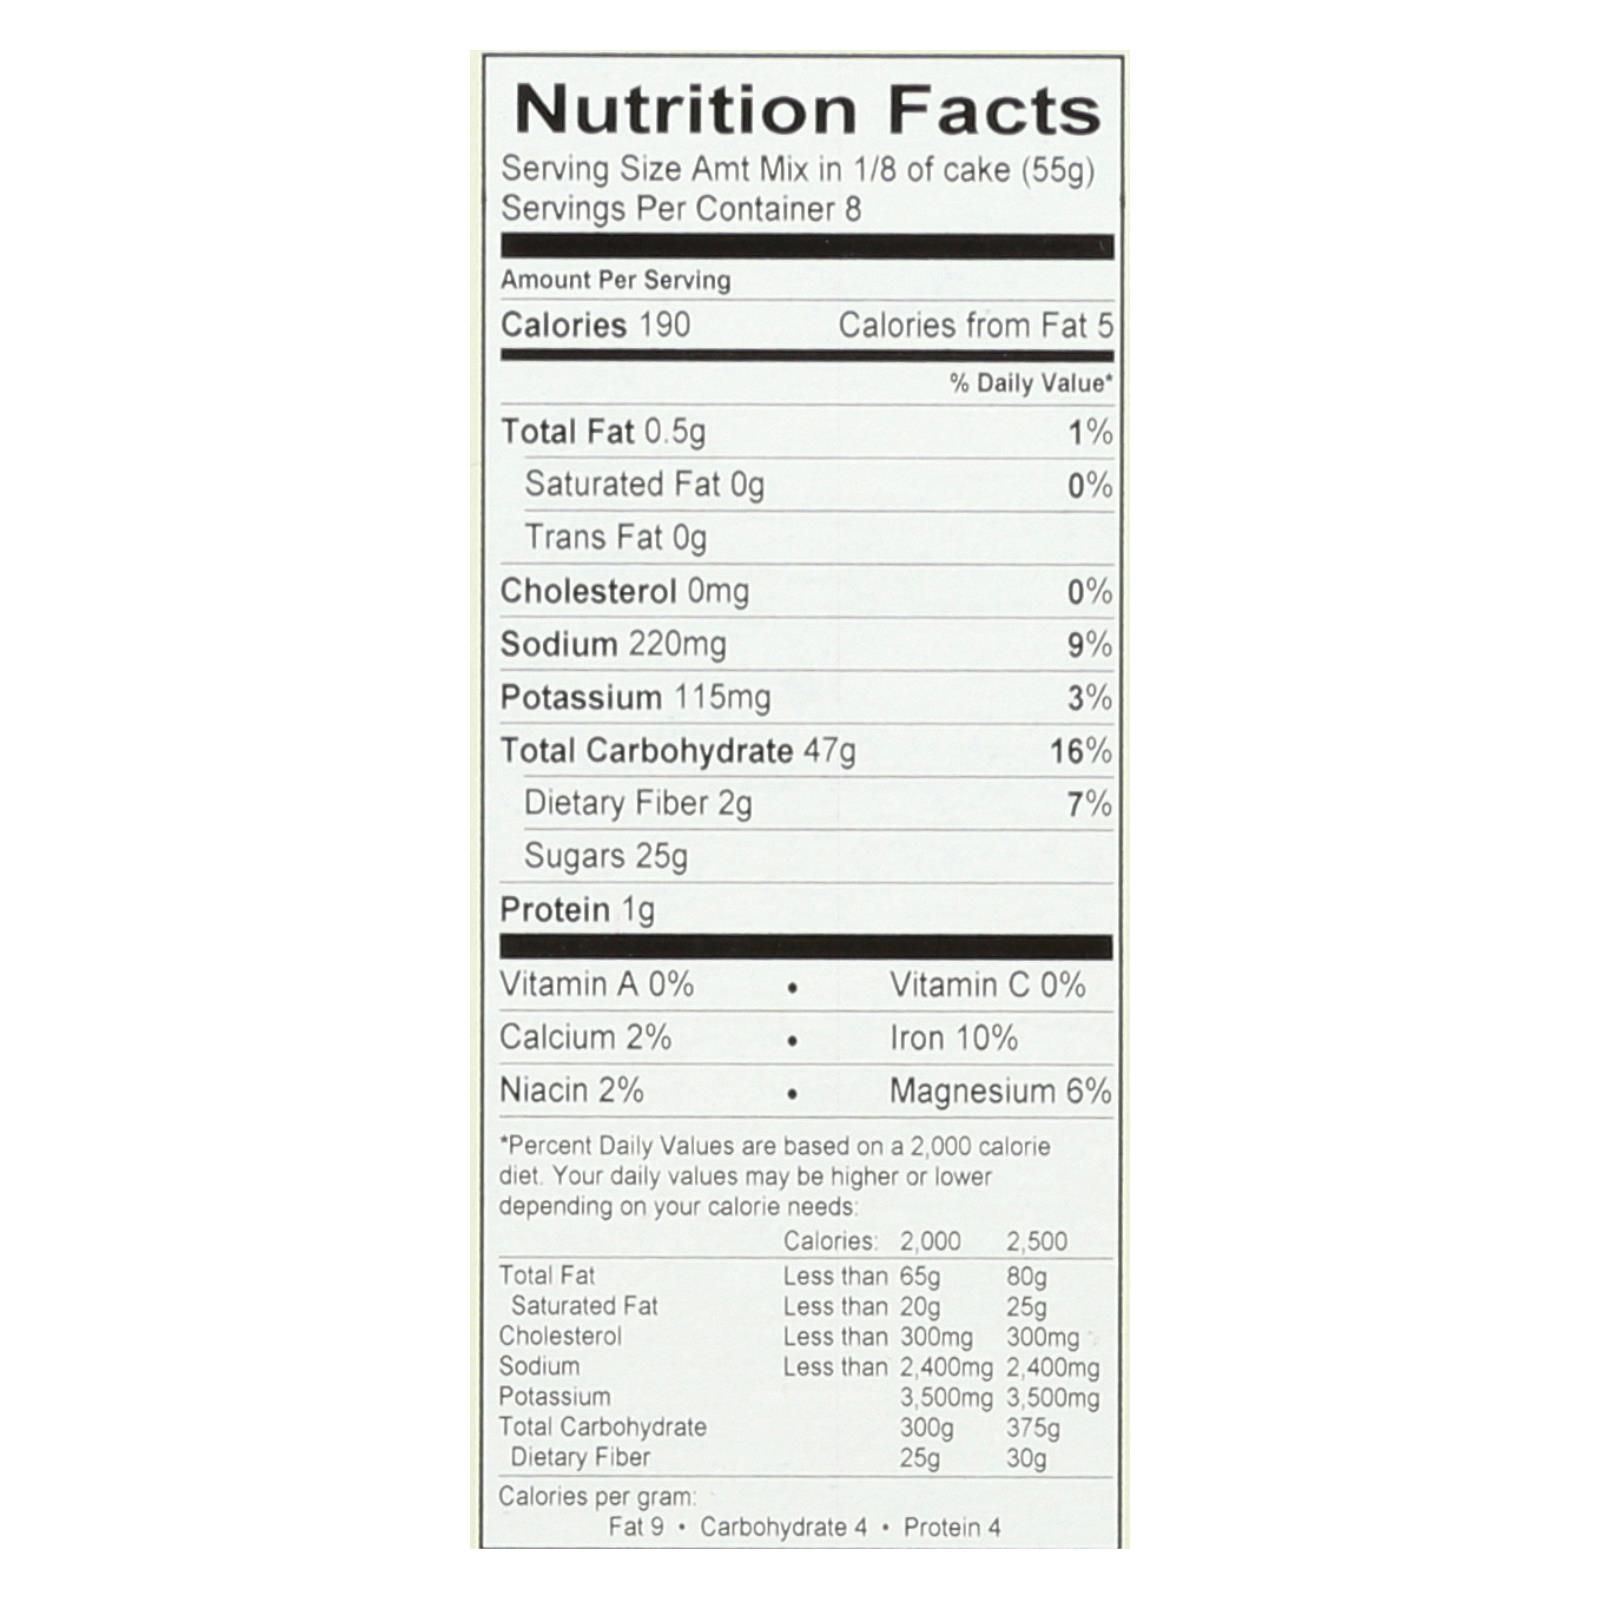 Nutrition Facts
Serving Size Amt Mix in 1/8 of cake (55g)
Servings Per Container 8
Amount Per Serving
Calories 190 Calories from Fat 5
% Daily Value*
Total Fat 0.5g 1%
Saturated Fat 0g 0%
Trans Fat 0g
Cholesterol 0mg 0%
Sodium 220mg 9%
Potassium 115mg 3%
Total Carbohydrate 47g 16%
Dietary Fiber 2g 7%
Sugars 25g
Protein 1g
Vitamin A 0% • Vitamin C 0%
Calcium 2% • Iron 10%
Niacin 2% • Magnesium 6%
*Percent Daily Values are based on a 2,000 calorie
diet. Your daily values may be higher or lower
depending on your calorie needs:
Calories: 2,000 2,500
Total Fat Less than 65g 80g
Saturated Fat Less than 20g 25g
Cholesterol Less than 300mg 300mg
Sodium Less than 2,400mg 2,400mg
Potassium 3,500mg 3,500mg
Total Carbohydrate 300g 375g
Dietary Fiber 25g 30g
Calories per gram:
Fat 9 • Carbohydrate 4 • Protein 4